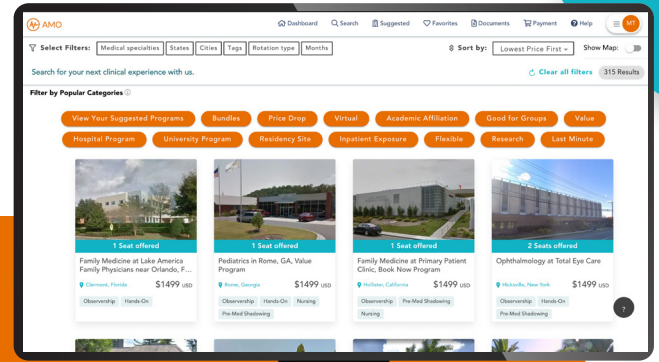 AMO
Dashboard
Search
Suggested
Favorites
Documents
Payment
Help
MT
Select Filters:
Medical specialties
States
Cities
Tags
Rotation type
Months
Sort by:
Lowest Price First
Show Map:
Search for your next clinical experience with us.
Clear all filters
315 Results
Filter by Popular Categories
View Your Suggested Programs
Bundles
Price Drop
Virtual
Academic Affiliation
Good for Groups
Value
Hospital Program
University Program
Residency Site
Inpatient Exposure
Flexible
Research
Last Minute
1 Seat offered
Family Medicine at Lake America
Family Physicians near Orlando, F...
Clermont, Florida
$1499 USD
Observership
Hands-On
1 Seat offered
Pediatrics in Rome, GA, Value
Program
Rome, Georgia
$1499 USD
Observership
Hands-On
Nursing
Pre-Med Shadowing
1 Seat offered
Family Medicine at Primary Patient
Clinic, Book Now Program
Hollister, California
$1499 USD
Observership
Pre-Med Shadowing
Nursing
2 Seats offered
Ophthalmology at Total Eye Care
Hicksville, New York
$1499 USD
Observership
Hands-On
Pre-Med Shadowing
?